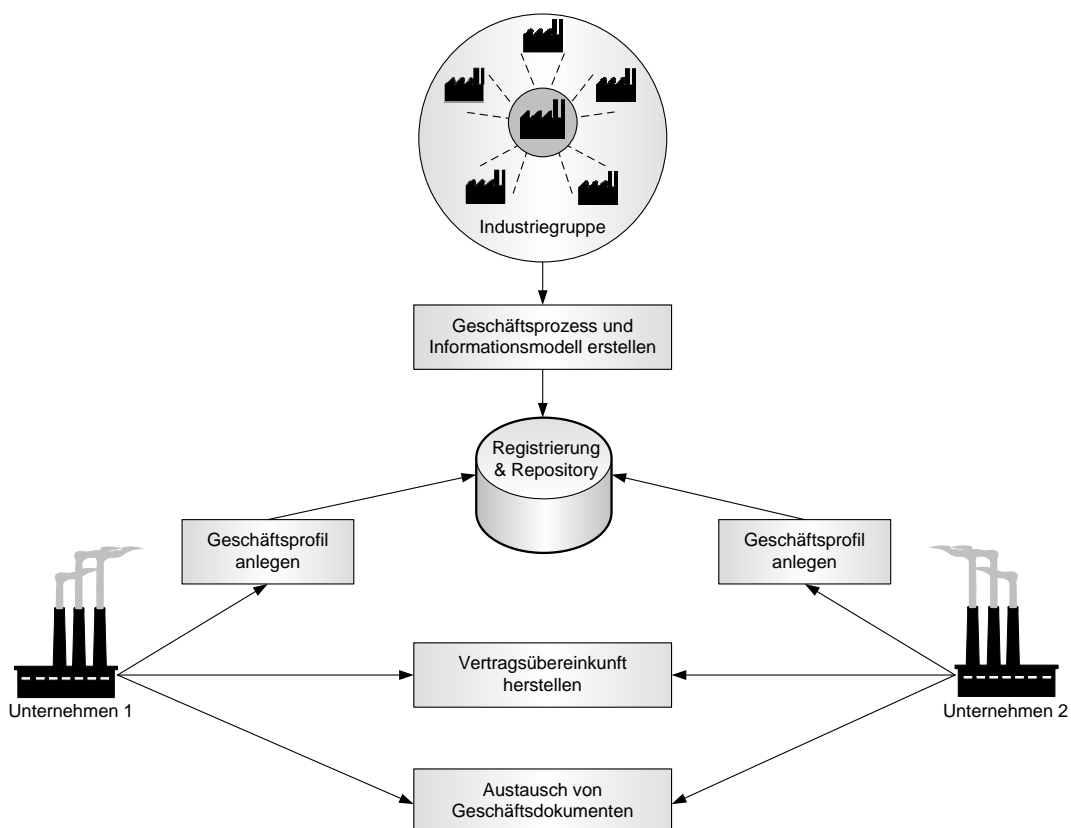 Industriegruppe
Geschäftsprozess und
Informationsmodell erstellen
Registrierung
& Repository
Geschäftsprofil
anlegen
Geschäftsprofil
anlegen
Unternehmen 1
Vertragsübereinkunft
herstellen
Unternehmen 2
Austausch von
Geschäftsdokumenten